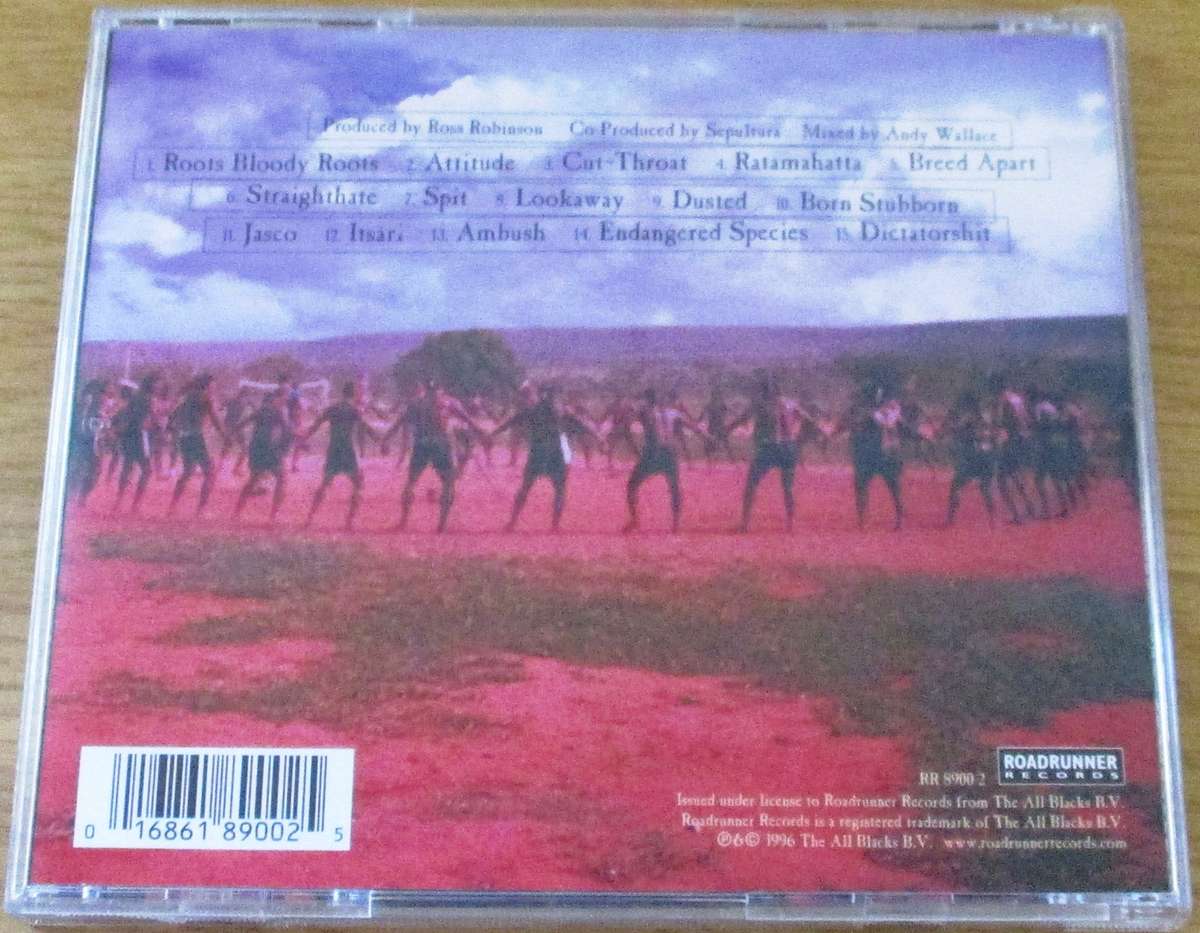 Produced by Ross Robinson Co-Produced by Sepultura Mixed by Andy Wallace
1. Roots Bloody Roots 2. Attitude 3. Cut-Throat 4. Ratamahatta 5. Breed Apart
6. Straighthate 7. Spit 8. Lookaway 9. Dusted 10. Born Stubborn
11. Jasco 12. Itsári 13. Ambush 14. Endangered Species 15. Dictatorshit
ROADRUNNER
RECORDS
RR 8900 2
Issued under license to Roadrunner Records from The All Blacks B.V.
Roadrunner Records is a registered trademark of The All Blacks B.V.
℗&© 1996 The All Blacks B.V. www.roadrunnerrecords.com
0 16861 89002 5